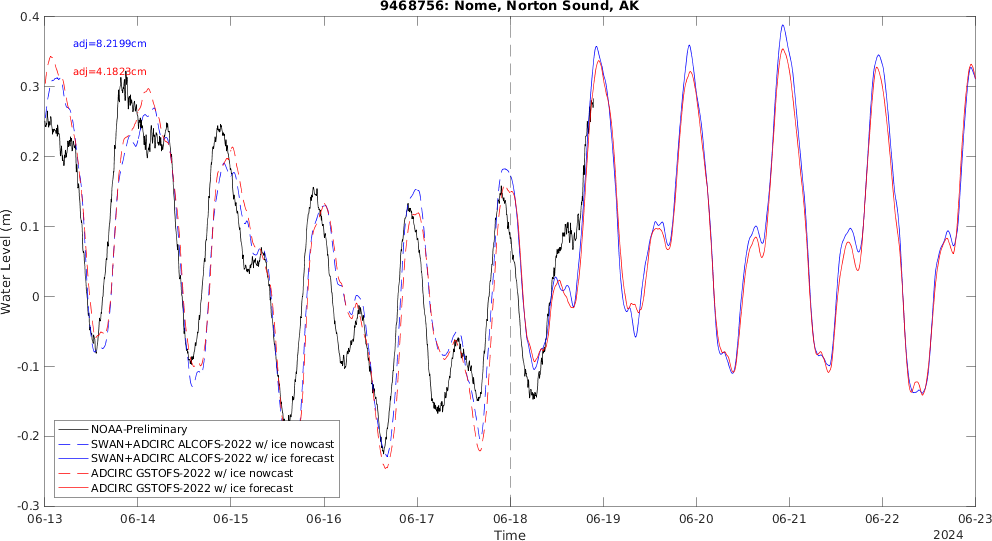 9468756: Nome, Norton Sound, AK
adj=8.2199cm
adj=4.1823cm
Water Level (m)
0.4
0.3
0.2
0.1
0
-0.1
-0.2
-0.3
NOAA-Preliminary
SWAN+ADCIRC ALCOFS-2022 w/ ice nowcast
SWAN+ADCIRC ALCOFS-2022 w/ ice forecast
ADCIRC GSTOFS-2022 w/ ice nowcast
ADCIRC GSTOFS-2022 w/ ice forecast
06-13 06-14 06-15 06-16 06-17 06-18 06-19 06-20 06-21 06-22 06-23
Time
2024